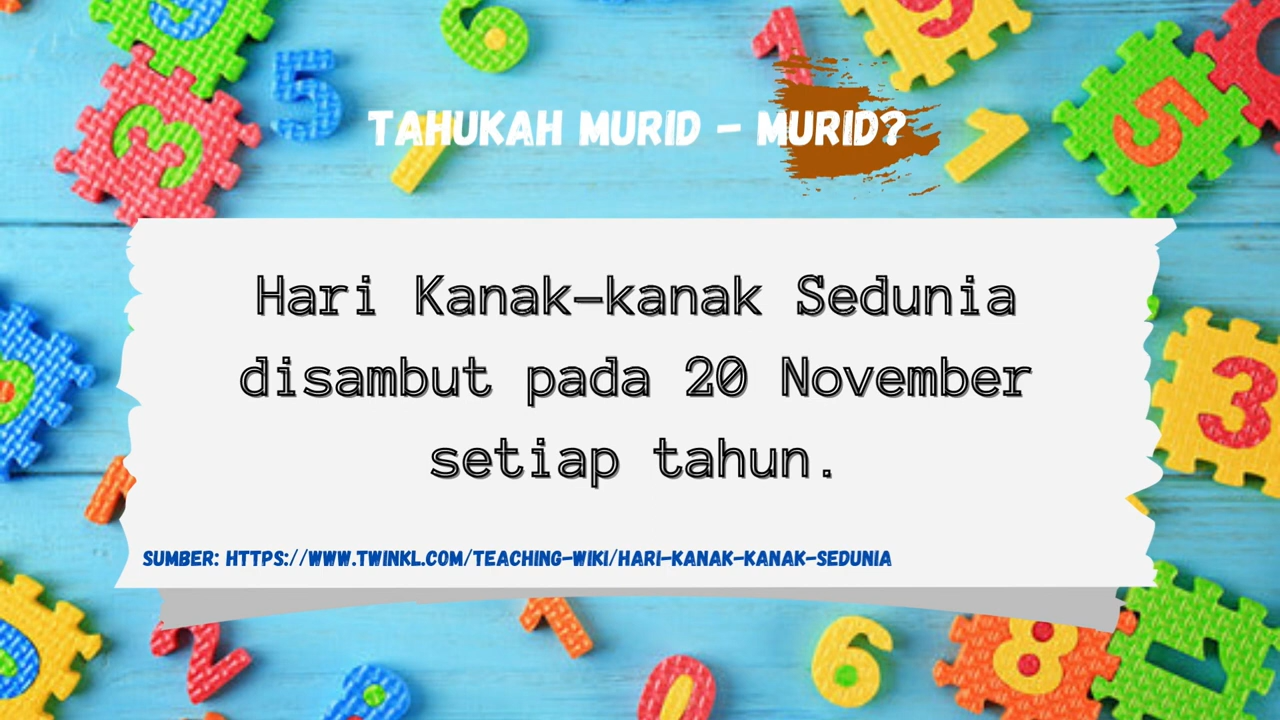 TAHUKAH MURID - MURID?
Hari Kanak-kanak Sedunia
disambut pada 20 November
setiap tahun.
SUMBER: HTTPS://WWW.TWINKL.COM/TEACHING-WIKI/HARI-KANAK-KANAK-SEDUNIA